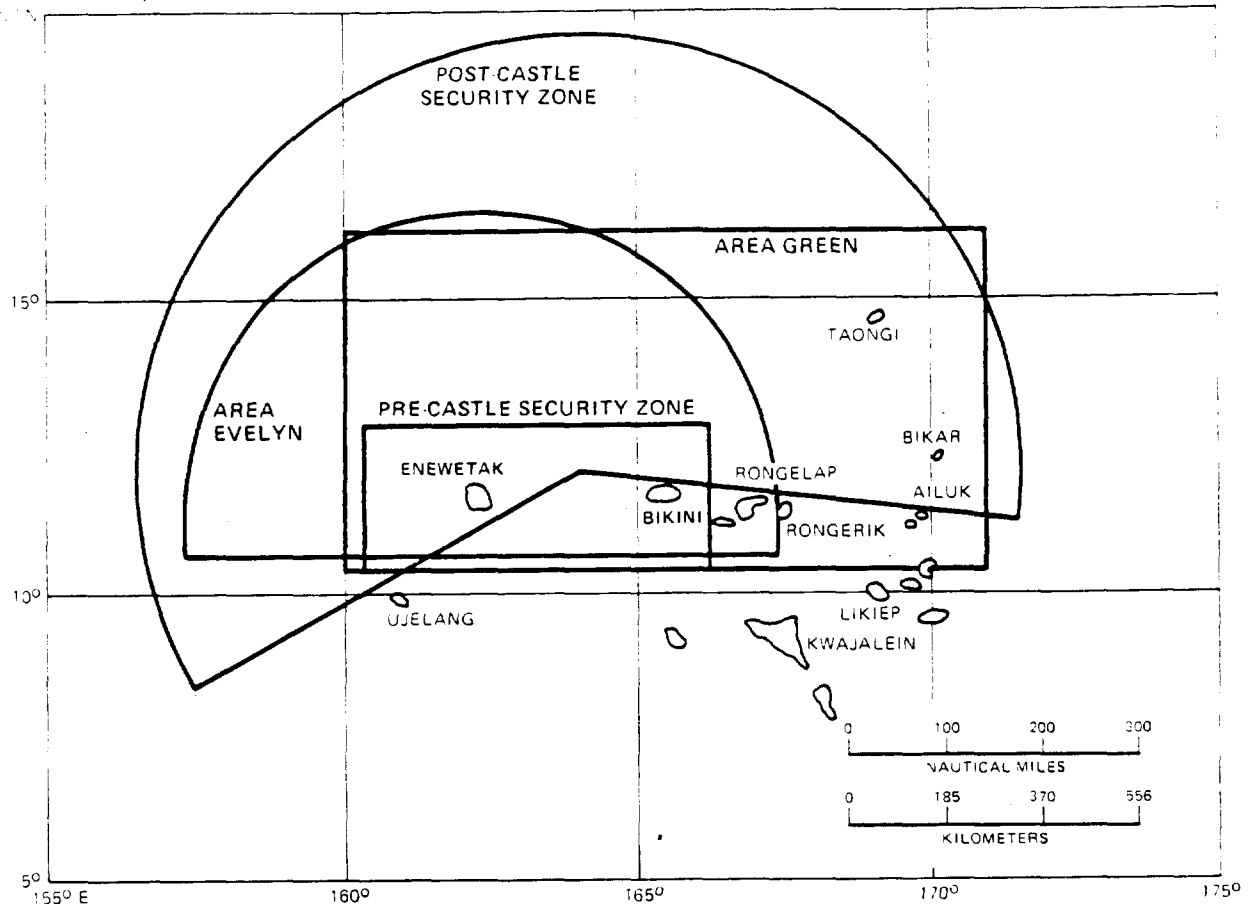 POST-CASTLE
SECURITY ZONE
AREA GREEN
15°
TAONGI
AREA
EVELYN
PRE-CASTLE SECURITY ZONE
BIKAR
ENEWETAK
RONGELAP
AILUK
BIKINI
RONGERIK
10°
UJELANG
LIKIEP
KWAJALEIN
0 100 200 300
NAUTICAL MILES
0 185 370 556
KILOMETERS
5°
155° E 160° 165° 170° 175°